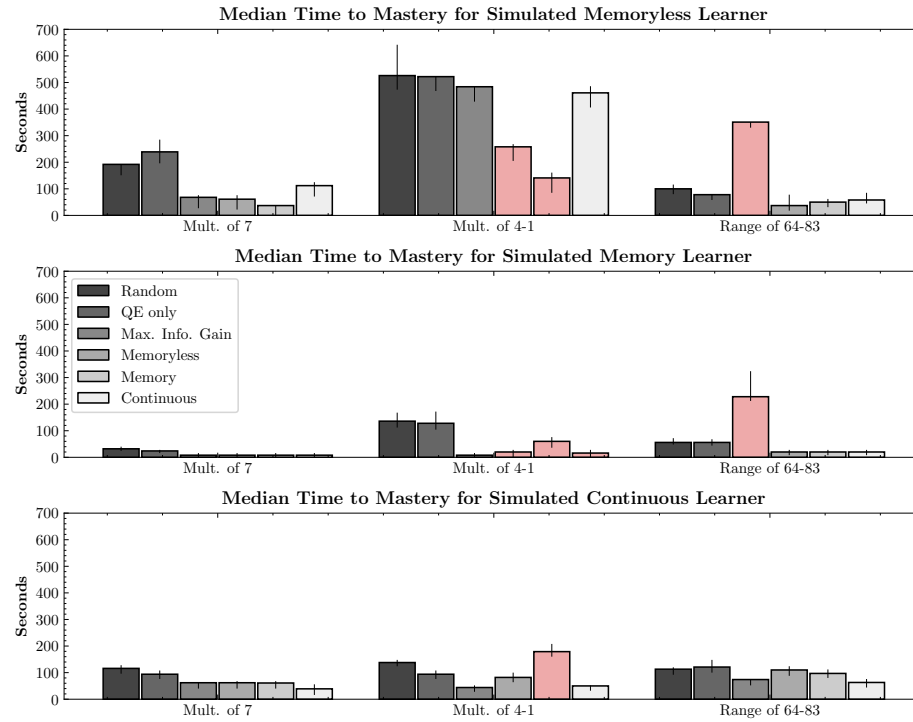 Median Time to Mastery for Simulated Memoryless Learner
700
600
500
400
300
200
100
0
Seconds
Mult. of 7
Mult. of 4-1
Range of 64-83
Median Time to Mastery for Simulated Memory Learner
700
600
500
400
300
200
100
0
Seconds
Random
QE only
Max. Info. Gain
Memoryless
Memory
Continuous
Mult. of 7
Mult. of 4-1
Range of 64-83
Median Time to Mastery for Simulated Continuous Learner
700
600
500
400
300
200
100
0
Seconds
Mult. of 7
Mult. of 4-1
Range of 64-83